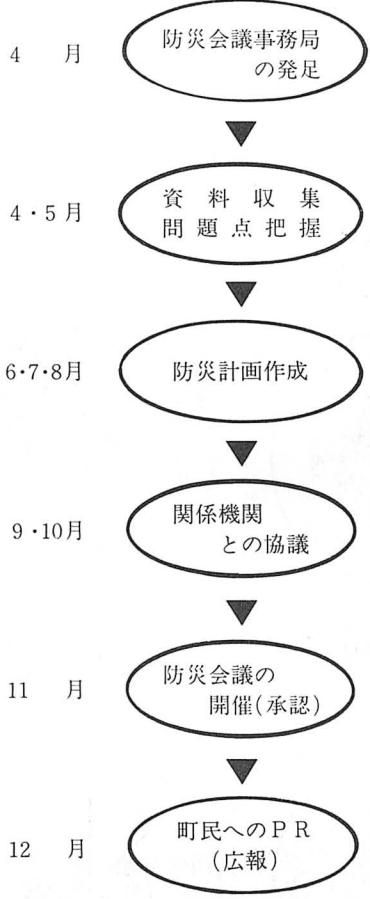 4 月
防災会議事務局
の発足
4・5月
資料収集
問題点把握
6・7・8月
防災計画作成
9・10月
関係機関
との協議
11 月
防災会議の
開催(承認)
12 月
町民へのPR
(広報)